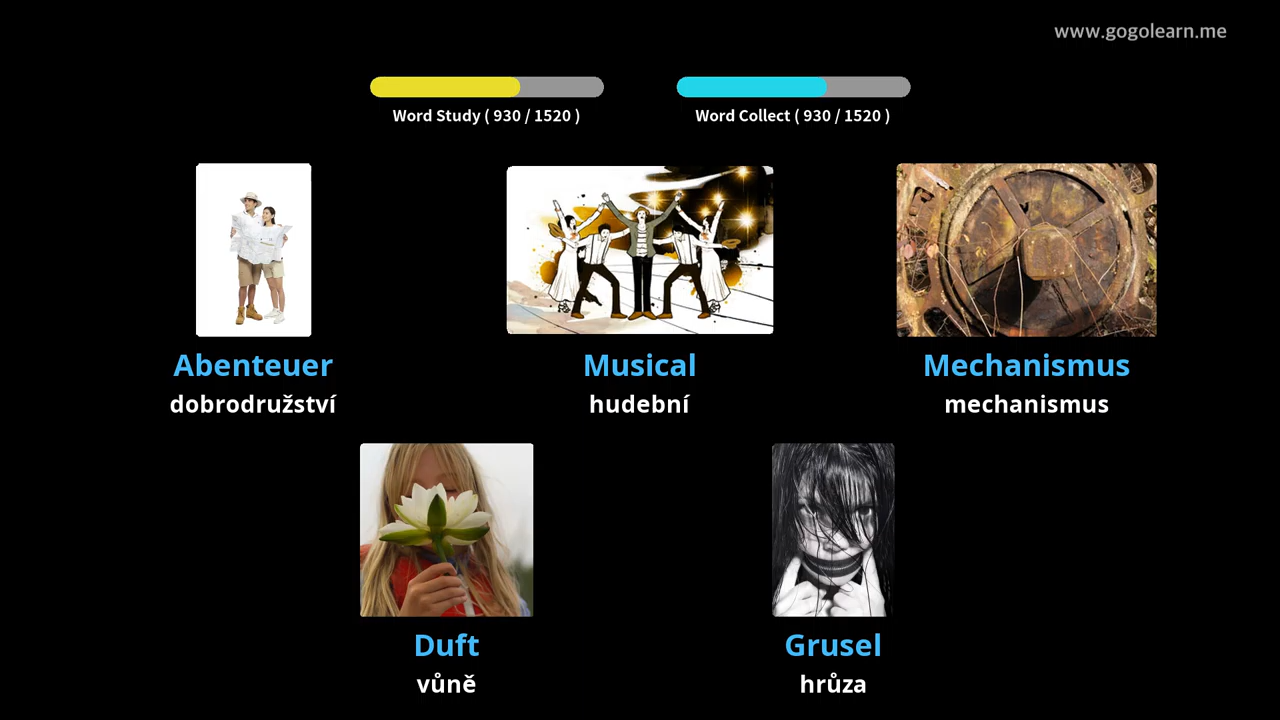 www.gogolearn.me
Word Study ( 930 / 1520 )
Word Collect ( 930 / 1520 )
Abenteuer
dobrodružství
Musical
hudební
Mechanismus
mechanismus
Duft
vůně
Grusel
hrůza